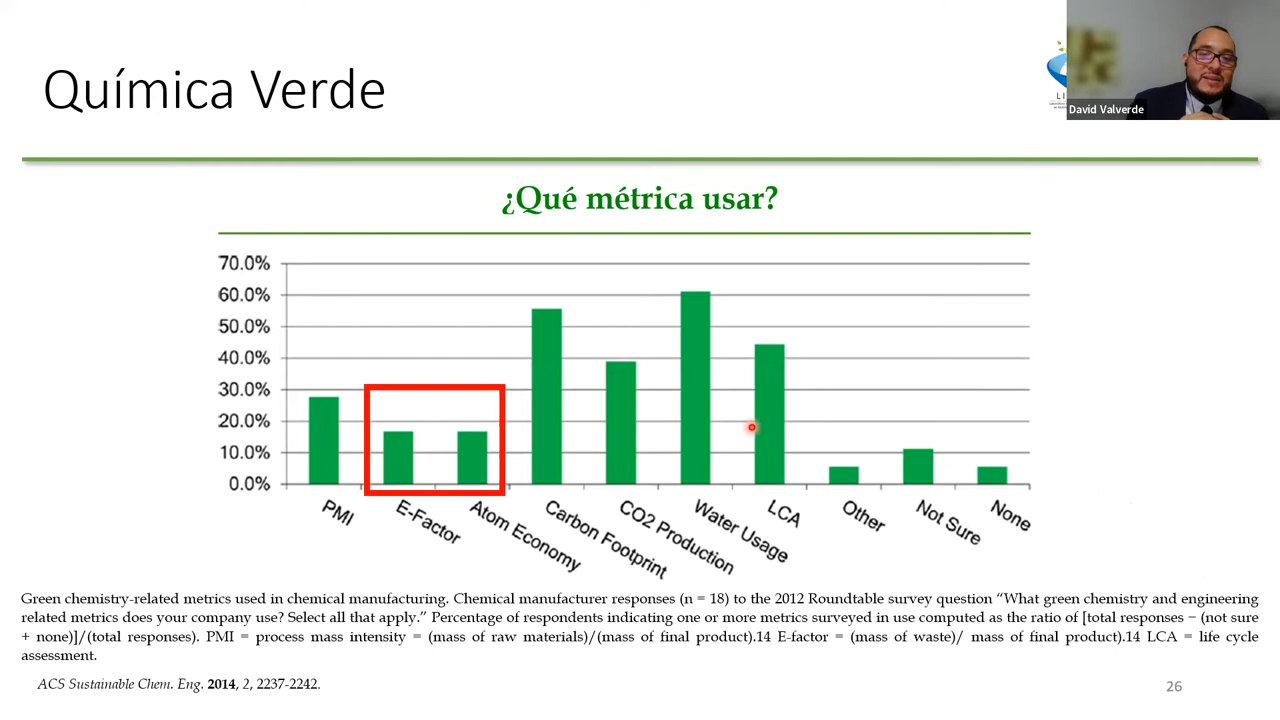 Química Verde
LI
David Valverde
¿Qué métrica usar?
70.0%
60.0%
50.0%
40.0%
30.0%
20.0%
10.0%
0.0%
PMI
E-Factor
Atom Economy
Carbon Footprint
CO2 Production
Water Usage
LCA
Other
Not Sure
None
Green chemistry-related metrics used in chemical manufacturing. Chemical manufacturer responses (n = 18) to the 2012 Roundtable survey question “What green chemistry and engineering
related metrics does your company use? Select all that apply.” Percentage of respondents indicating one or more metrics surveyed in use computed as the ratio of [total responses − (not sure
+ none)]/(total responses). PMI = process mass intensity = (mass of raw materials)/(mass of final product).14 E-factor = (mass of waste)/ mass of final product).14 LCA = life cycle
assessment.
ACS Sustainable Chem. Eng. 2014, 2, 2237-2242.
26